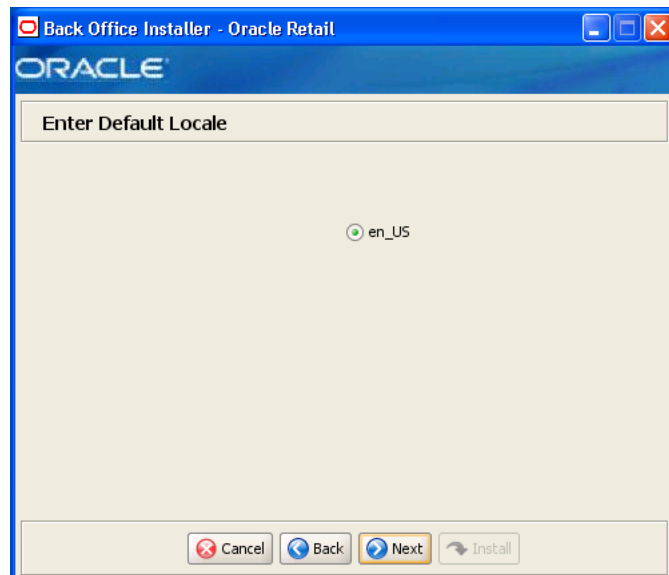 Back Office Installer - Oracle Retail
ORACLE
Enter Default Locale
en_US
Cancel Back Next Install